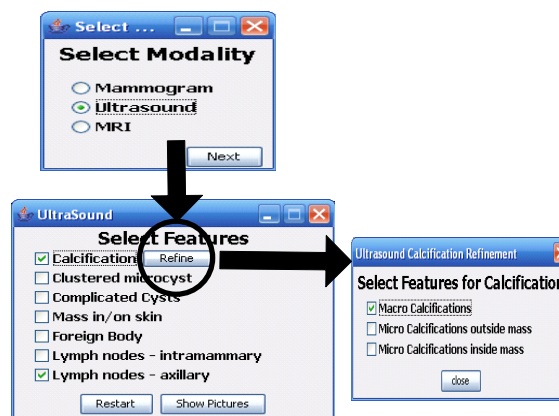 Select ...
Select Modality
Mammogram
Ultrasound
MRI
Next
UltraSound
Select Features
Calcification Refine
Clustered microcyst
Complicated Cysts
Mass in/on skin
Foreign Body
Lymph nodes - intramammary
Lymph nodes - axillary
Restart Show Pictures
Ultrasound Calcification Refinement
Select Features for Calcification
Macro Calcifications
Micro Calcifications outside mass
Micro Calcifications inside mass
close